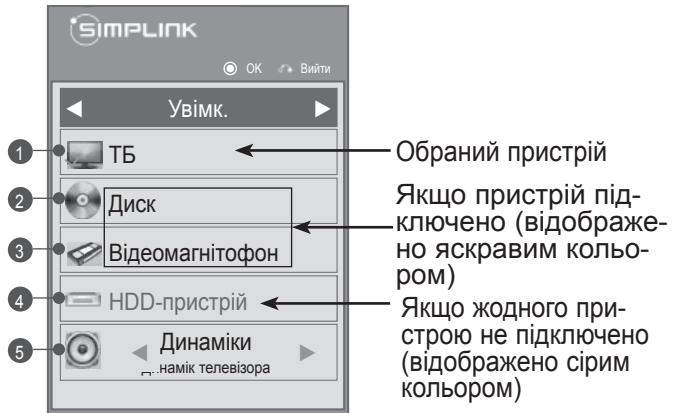 SIMPLINK
OK Вийти
Увімк.
1 ТБ
Обраний пристрій
2 Диск
3 Відеомагнітофон
Якщо пристрій під-
ключено (відображе-
но яскравим кольо-
ром)
4 HDD-пристрій
Якщо жодного при-
строю не підключено
(відображено сірим
кольором)
5 Динаміки
Динамік телевізора